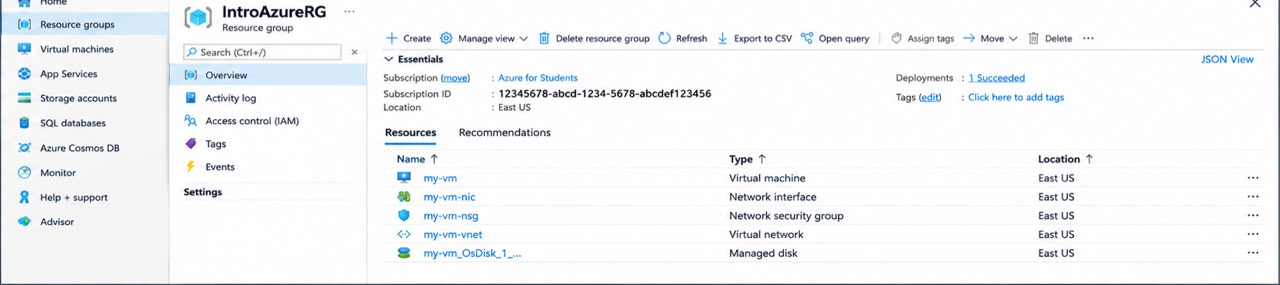 Home
Resource groups
Virtual machines
App Services
Storage accounts
SQL databases
Azure Cosmos DB
Monitor
Help + support
Advisor
IntroAzureRG ...
Resource group
Search (Ctrl+/)
Overview
Activity log
Access control (IAM)
Tags
Events
Settings
Create Manage view Delete resource group Refresh Export to CSV Open query Assign tags Move Delete ...
Essentials JSON View
Subscription (move) : Azure for Students Deployments : 1 Succeeded
Subscription ID : 12345678-abcd-1234-5678-abcdef123456 Tags (edit) : Click here to add tags
Location : East US
Resources Recommendations
Name ↑ Type ↑ Location ↑
my-vm Virtual machine East US ...
my-vm-nic Network interface East US ...
my-vm-nsg Network security group East US ...
my-vm-vnet Virtual network East US ...
my-vm_OsDisk_1_... Managed disk East US ...